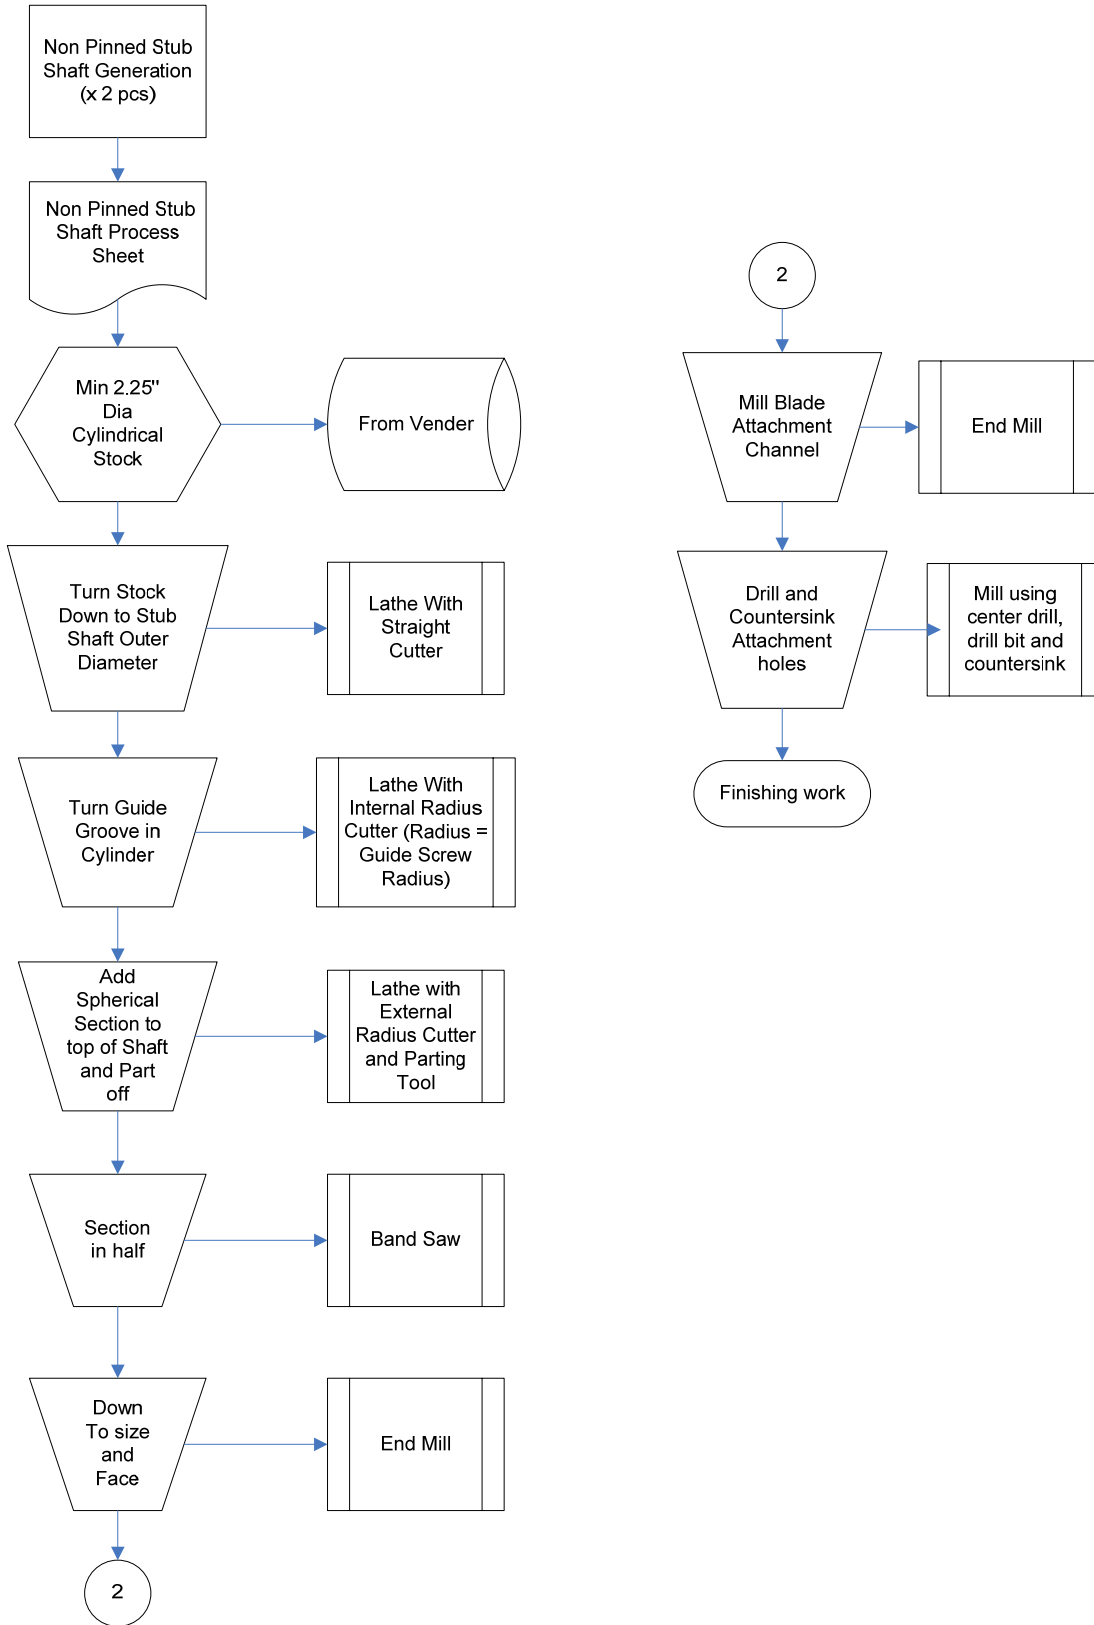 Non Pinned Stub
Shaft Generation
(x 2 pcs)
Non Pinned Stub
Shaft Process
Sheet
Min 2.25"
Dia
Cylindrical
Stock
From Vender
Turn Stock
Down to Stub
Shaft Outer
Diameter
Lathe With
Straight
Cutter
Turn Guide
Groove in
Cylinder
Lathe With
Internal Radius
Cutter (Radius =
Guide Screw
Radius)
Add
Spherical
Section to
top of Shaft
and Part
off
Lathe with
External
Radius Cutter
and Parting
Tool
Section
in half
Band Saw
Down
To size
and
Face
End Mill
2
2
Mill Blade
Attachment
Channel
End Mill
Drill and
Countersink
Attachment
holes
Mill using
center drill,
drill bit and
countersink
Finishing work